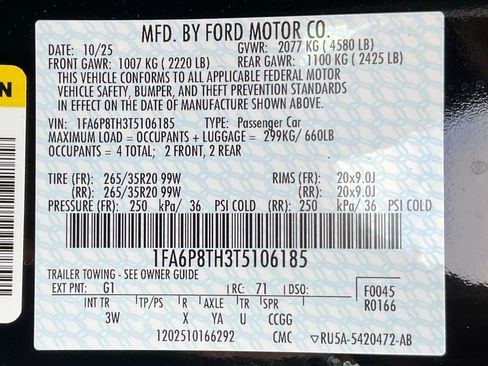 MFD. BY FORD MOTOR CO.
DATE: 10/25 GVWR: 2077 KG ( 4580 LB)
FRONT GAWR: 1007 KG ( 2220 LB) REAR GAWR: 1100 KG ( 2425 LB)
THIS VEHICLE CONFORMS TO ALL APPLICABLE FEDERAL MOTOR
VEHICLE SAFETY, BUMPER, AND THEFT PREVENTION STANDARDS
IN EFFECT ON THE DATE OF MANUFACTURE SHOWN ABOVE.
VIN: 1FA6P8TH3T5106185 TYPE: Passenger Car
MAXIMUM LOAD = OCCUPANTS + LUGGAGE = 299KG/ 660LB
OCCUPANTS = 4 TOTAL; 2 FRONT, 2 REAR
TIRE (FR): 265/35R20 99W RIMS (FR): 20x9.0J
(RR): 265/35R20 99W (RR): 20x9.0J
PRESSURE (FR): 250 kPa/ 36 PSI COLD (RR): 250 kPa/ 36 PSI COLD
1FA6P8TH3T5106185
TRAILER TOWING - SEE OWNER GUIDE
EXT PNT: G1 RC: 71 DSO: F0045
INT TR TP/PS R AXLE TR SPR R0166
3W X YA U CCGG
1202510166292 CMC RU5A-5420472-AB